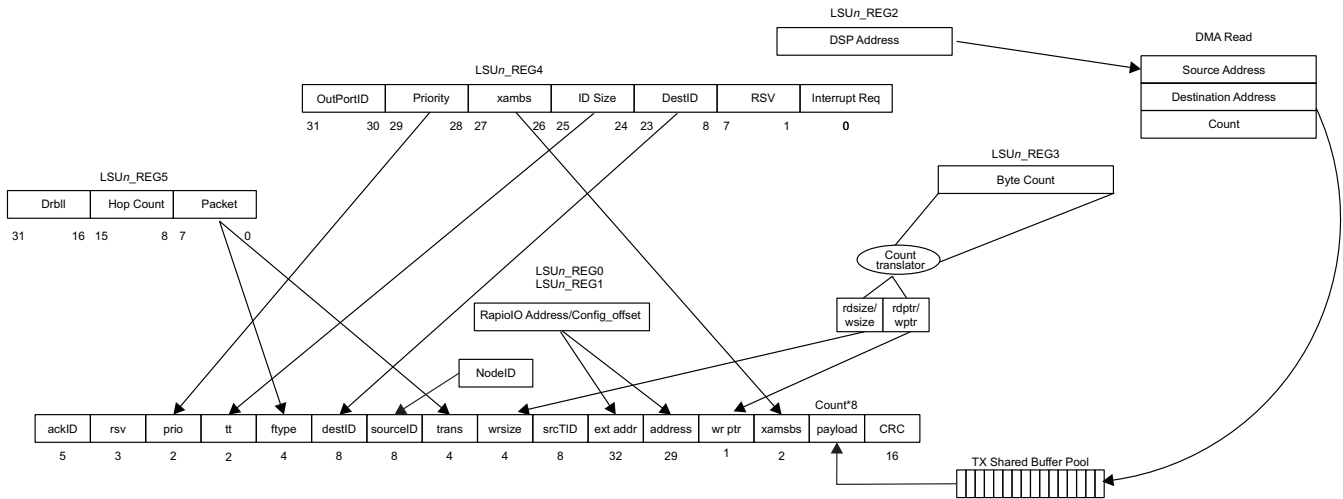 LSUn_REG2
DSP Address
DMA Read
Source Address
Destination Address
Count
LSUn_REG4
OutPortID Priority xambs ID Size DestID RSV Interrupt Req
31 30 29 28 27 26 25 24 23 8 7 1 0
LSUn_REG3
Byte Count
LSUn_REG5
Drbll Hop Count Packet
31 16 15 8 7 0
Count
translator
LSUn_REG0
LSUn_REG1
RapioIO Address/Config_offset
rdsize/
wsize
rdptr/
wptr
NodeID
Count*8
ackID rsv prio tt ftype destID sourceID trans wrsize srcTID ext addr address wr ptr xamsbs payload CRC
5 3 2 2 4 8 8 4 4 8 32 29 1 2 16
TX Shared Buffer Pool